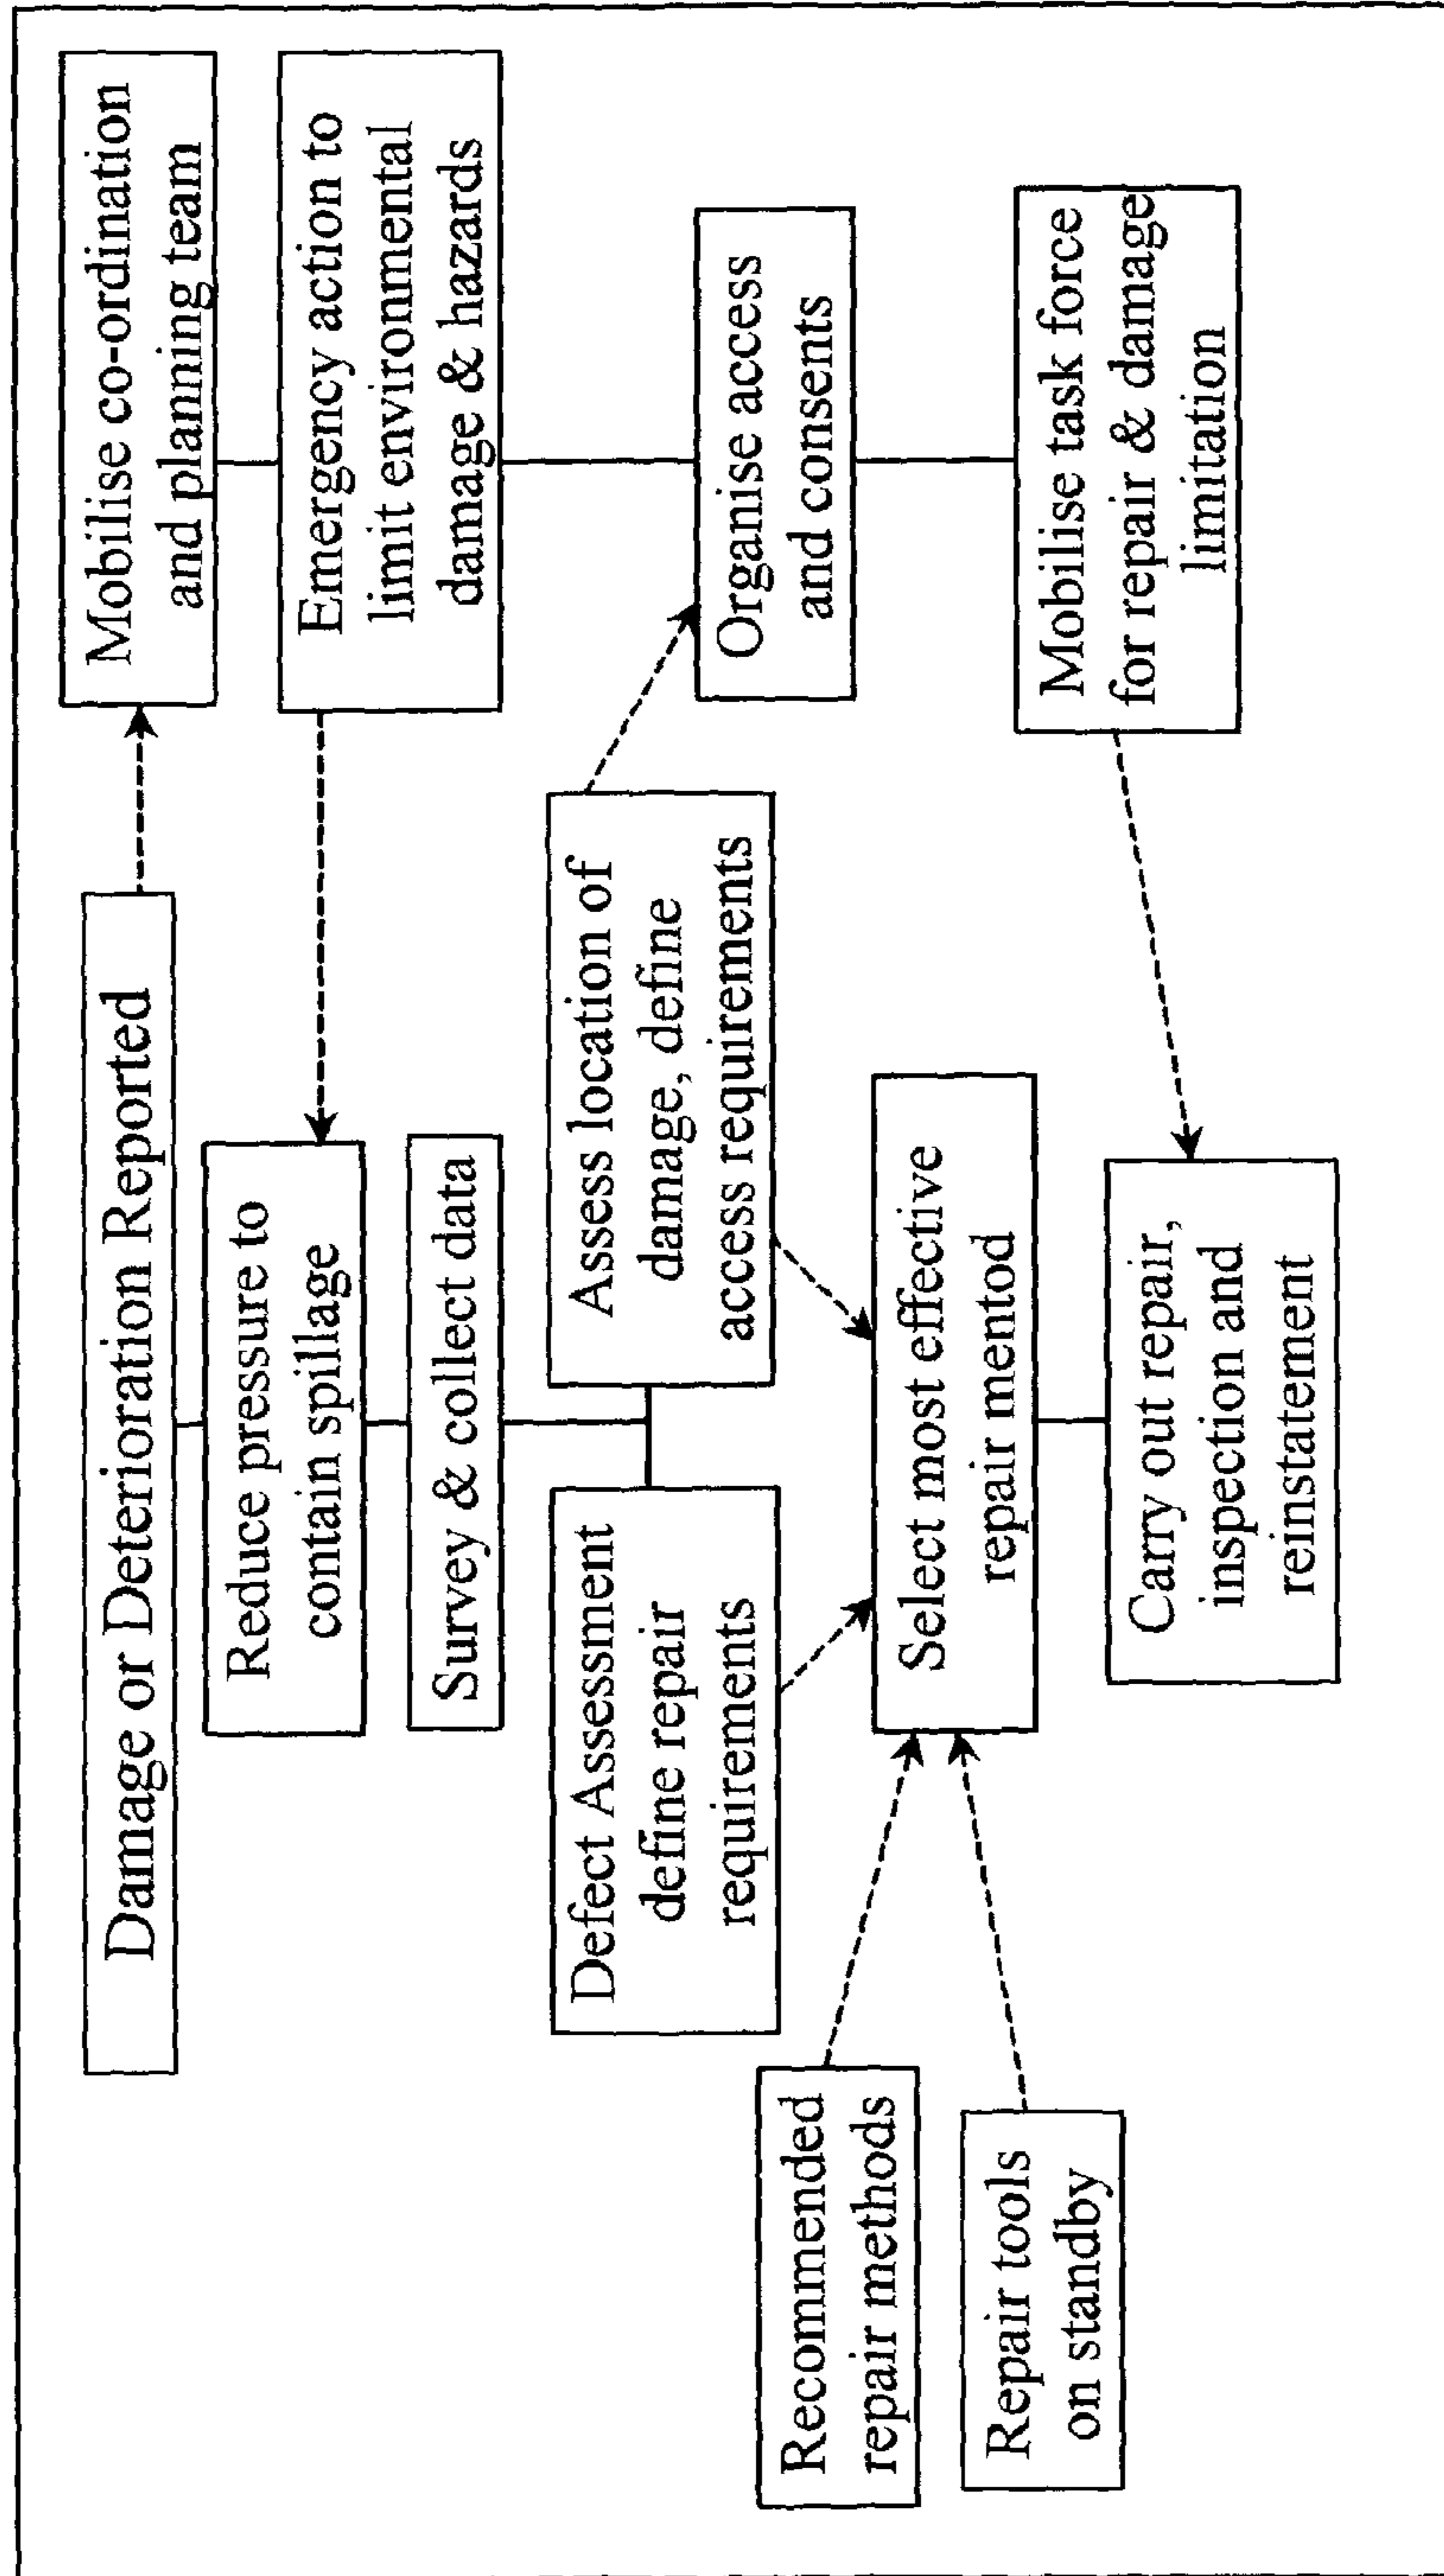 Damage or Deterioration Reported
Mobilise co-ordination
and planning team
Reduce pressure to
contain spillage
Emergency action to
limit environmental
damage & hazards
Survey & collect data
Defect Assessment
define repair
requirements
Assess location of
damage, define
access requirements
Organise access
and consents
Recommended
repair methods
Select most effective
repair mentod
Repair tools
on standby
Mobilise task force
for repair & damage
limitation
Carry out repair,
inspection and
reinstatement